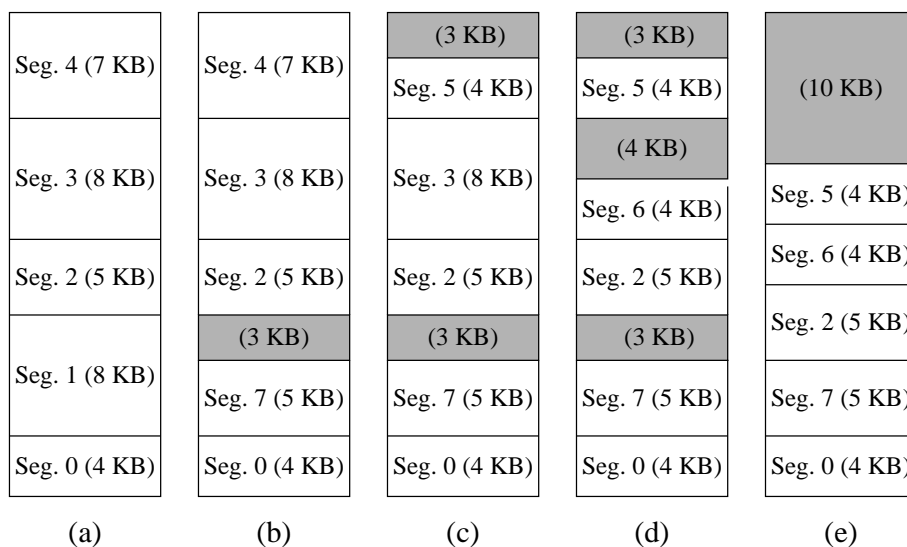 Seg. 4 (7 KB)
Seg. 3 (8 KB)
Seg. 2 (5 KB)
Seg. 1 (8 KB)
Seg. 0 (4 KB)
(a)
Seg. 4 (7 KB)
Seg. 3 (8 KB)
Seg. 2 (5 KB)
(3 KB)
Seg. 7 (5 KB)
Seg. 0 (4 KB)
(b)
(3 KB)
Seg. 5 (4 KB)
Seg. 3 (8 KB)
Seg. 2 (5 KB)
(3 KB)
Seg. 7 (5 KB)
Seg. 0 (4 KB)
(c)
(3 KB)
Seg. 5 (4 KB)
(4 KB)
Seg. 6 (4 KB)
Seg. 2 (5 KB)
(3 KB)
Seg. 7 (5 KB)
Seg. 0 (4 KB)
(d)
(10 KB)
Seg. 5 (4 KB)
Seg. 6 (4 KB)
Seg. 2 (5 KB)
Seg. 7 (5 KB)
Seg. 0 (4 KB)
(e)